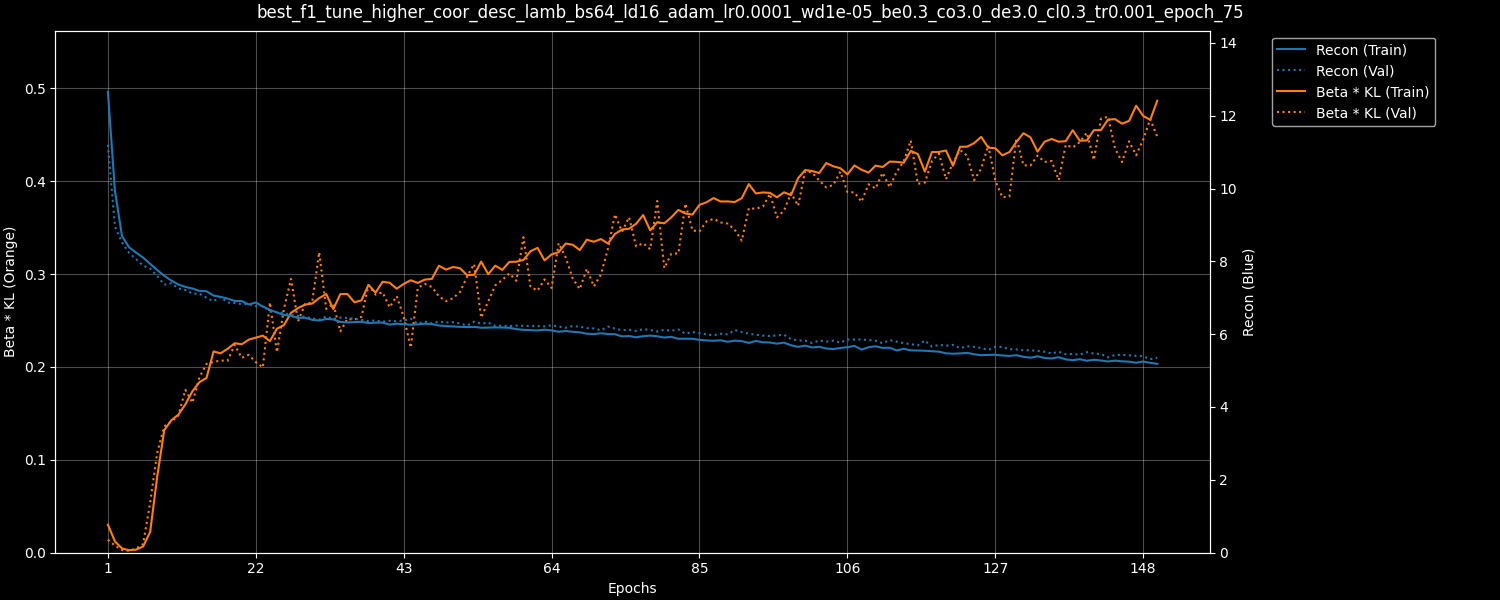 best_f1_tune_higher_coor_desc_lamb_bs64_ld16_adam_lr0.0001_wd1e-05_be0.3_co3.0_de3.0_cl0.3_tr0.001_epoch_75
Beta * KL (Orange)
0.5
0.4
0.3
0.2
0.1
0.0
1
22
43
64
85
106
127
148
Epochs
14
12
10
8
6
4
2
0
Recon (Blue)
Recon (Train)
Recon (Val)
Beta * KL (Train)
Beta * KL (Val)